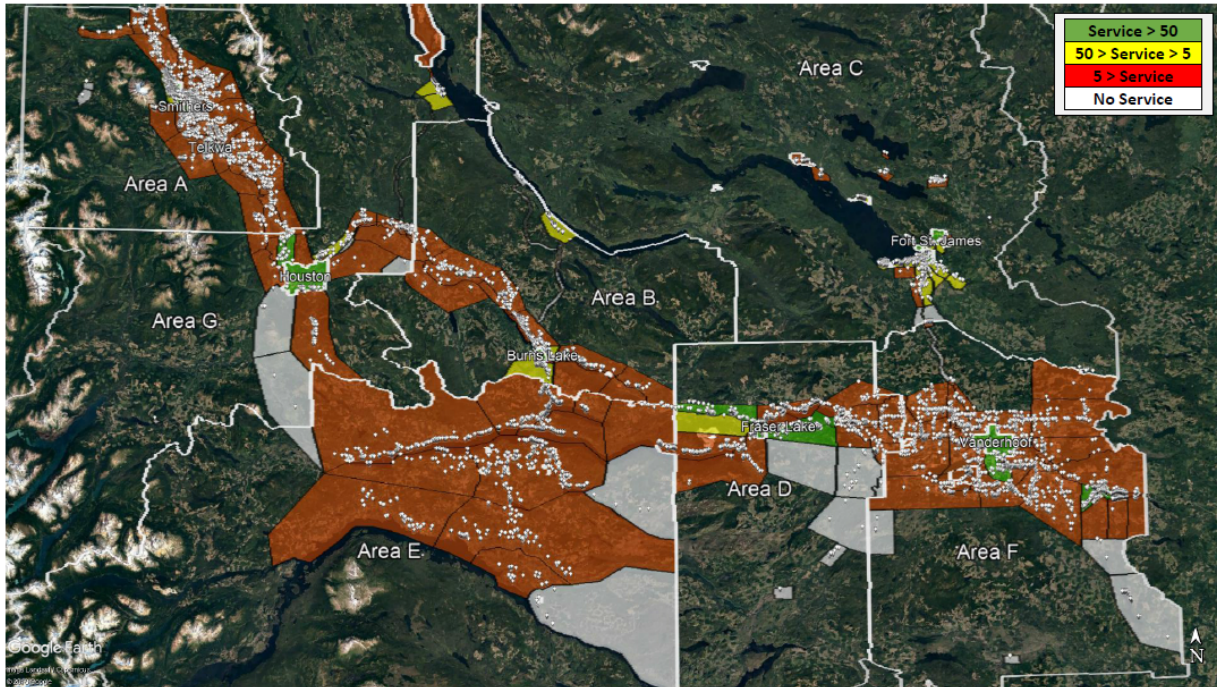 Service > 50
50 > Service > 5
5 > Service
No Service
Area C
Smithers
Telkwa
Area A
Fort St. James
Houston
Area B
Area G
Burns Lake
Fraser Lake
Vanderhoof
Area D
Area E
Area F
Google Earth
N